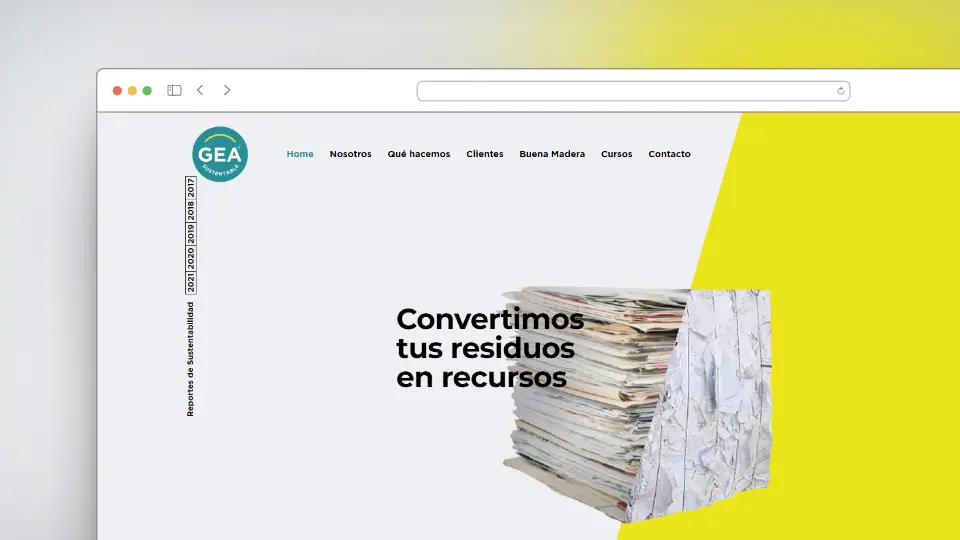 GEA
SUSTENTABLE
Home Nosotros Qué hacemos Clientes Buena Madera Cursos Contacto
Reportes de Sustentabilidad 2021 2020 2019 2018 2017
Convertimos
tus residuos
en recursos